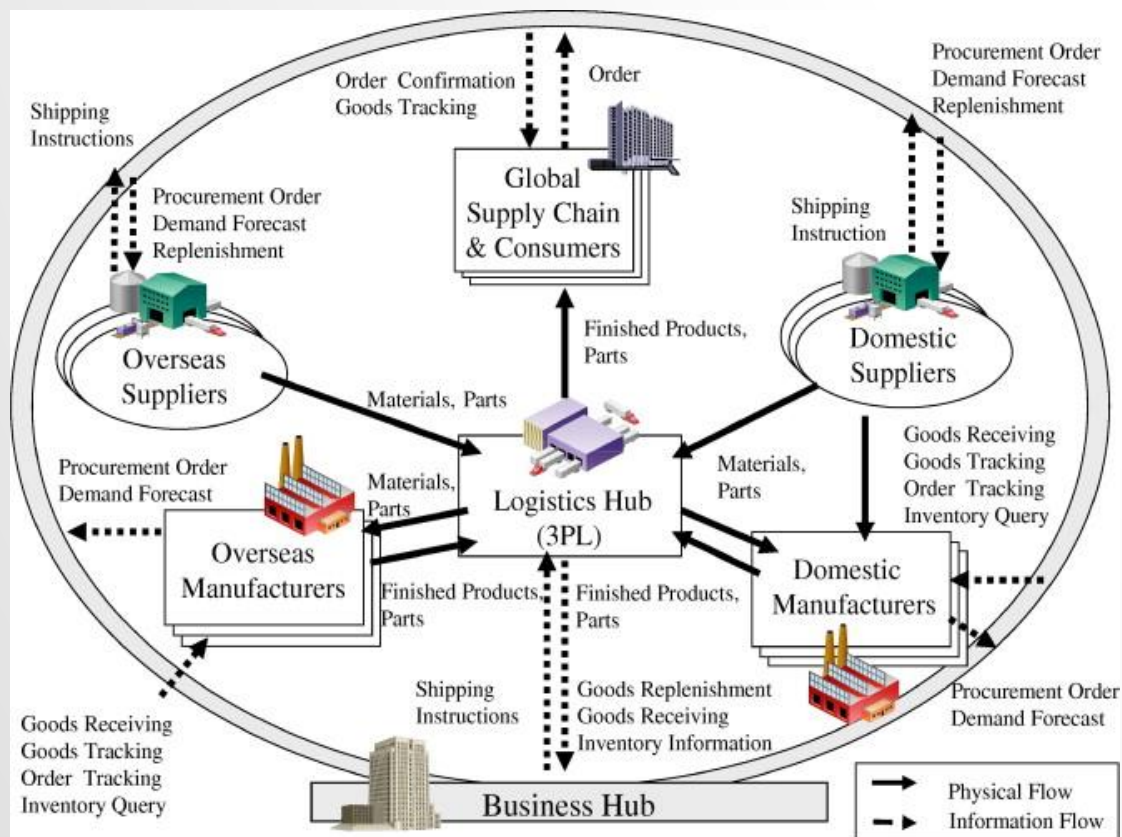 Order Confirmation
Goods Tracking
Order
Procurement Order
Demand Forecast
Replenishment
Shipping
Instructions
Procurement Order
Demand Forecast
Replenishment
Global
Supply Chain
& Consumers
Shipping
Instruction
Overseas
Suppliers
Finished Products,
Parts
Domestic
Suppliers
Materials, Parts
Procurement Order
Demand Forecast
Materials,
Parts
Logistics Hub
(3PL)
Materials,
Parts
Goods Receiving
Goods Tracking
Order Tracking
Inventory Query
Overseas
Manufacturers
Finished Products,
Parts
Finished Products,
Parts
Domestic
Manufacturers
Goods Receiving
Goods Tracking
Order Tracking
Inventory Query
Shipping
Instructions
Goods Replenishment
Goods Receiving
Inventory Information
Procurement Order
Demand Forecast
Business Hub
Physical Flow
Information Flow